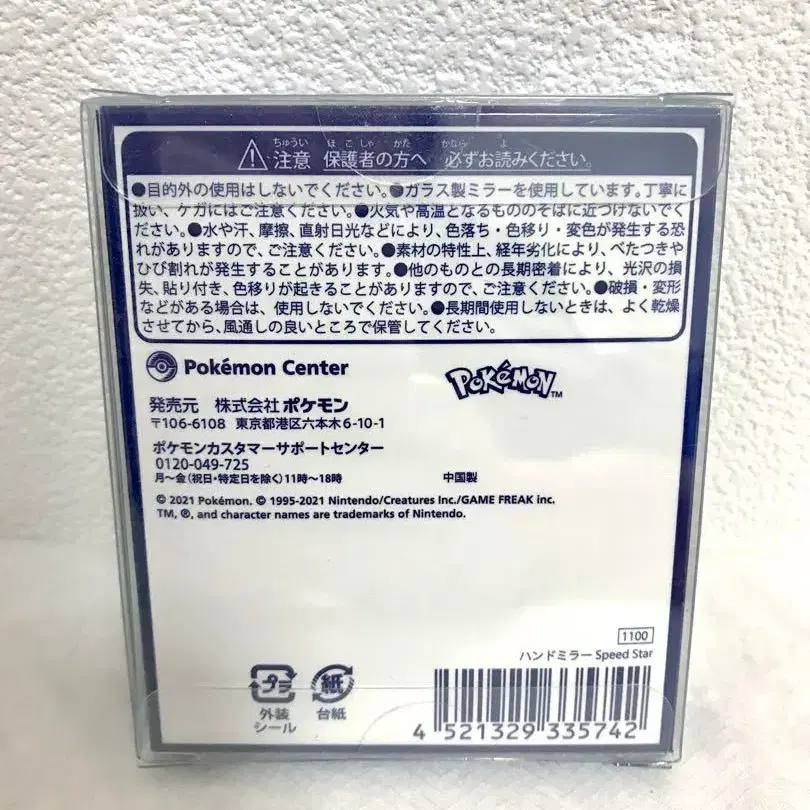 ちゅうい ほごしゃ かた かなら よ
⚠注意 保護者の方へ 必ずお読みください。
●目的外の使用はしないでください。●ガラス製ミラーを使用しています。丁寧に
扱い、ケガにはご注意ください。●火気や高温となるもののそばに近づけないでく
ださい。●水や汗、摩擦、直射日光などにより、色落ち・色移り・変色が発生する恐
れがありますので、ご注意ください。●素材の特性上、経年劣化により、べたつきや
ひび割れが発生することがあります。●他のものとの長期密着により、光沢の損
失、貼り付き、色移りが起きることがありますので、ご注意ください。●破損・変形
などがある場合は、使用しないでください。●長期間使用しないときは、よく乾燥
させてから、風通しの良いところで保管してください。
Pokémon Center
POKéMON™
発売元 株式会社ポケモン
〒106-6108 東京都港区六本木6-10-1
ポケモンカスタマーサポートセンター
0120-049-725
月～金(祝日・特定日を除く)11時～18時
中国製
© 2021 Pokémon. © 1995-2021 Nintendo/Creatures Inc./GAME FREAK inc.
TM, ®, and character names are trademarks of Nintendo.
1100
ハンドミラー Speed Star
プラ
外装
シール
紙
台紙
4 521329 335742